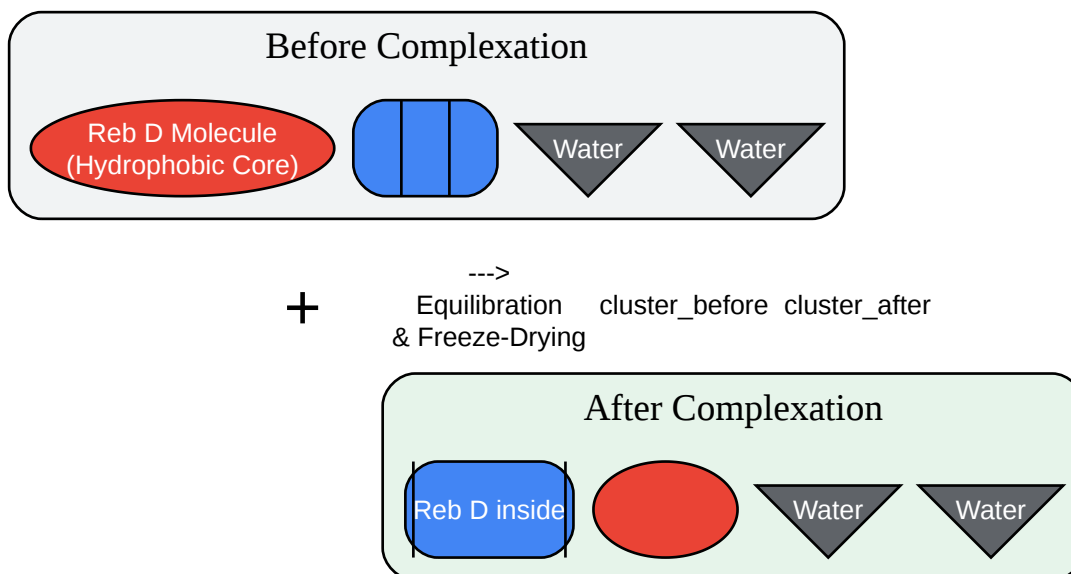 Before Complexation
Reb D Molecule
(Hydrophobic Core)
Water
Water
+
--->
Equilibration
& Freeze-Drying
cluster_before
cluster_after
After Complexation
Reb D inside
Water
Water